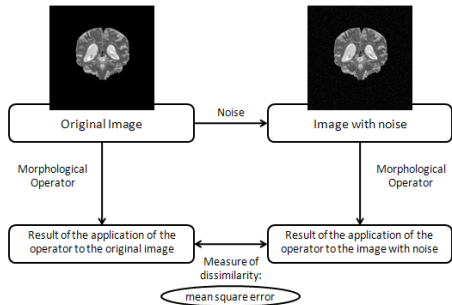 Noise
Original Image
Image with noise
Morphological
Operator
Morphological
Operator
Result of the application of the
operator to the original image
Result of the application of the
operator to the image with noise
Measure of
dissimilarity:
mean square error